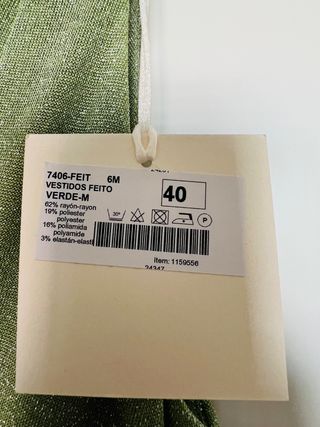 7406-FEIT 6M
VESTIDOS FEITO
VERDE-M
40
62% rayón-rayon
19% poliester
polyester
16% poliamida
polyamide
3% elastán-elast
30°
P
Item: 1159556
24347